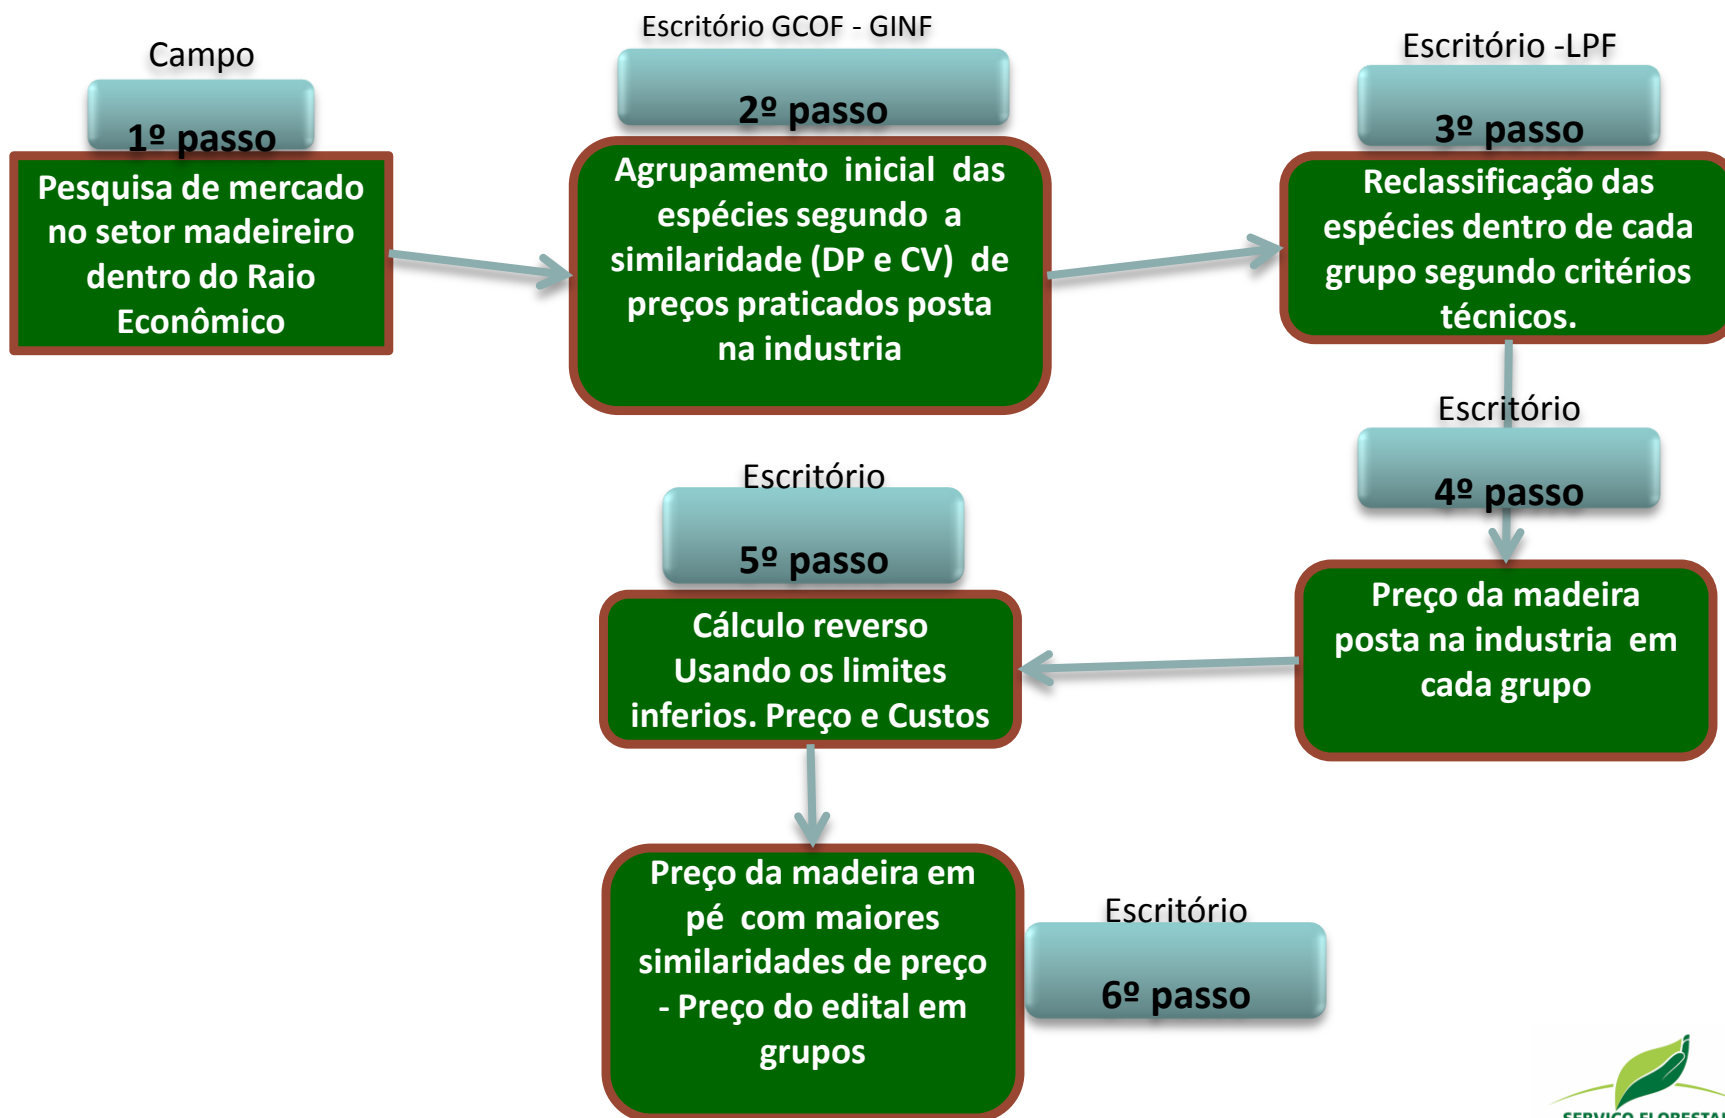 Campo
1º passo
Pesquisa de mercado
no setor madeireiro
dentro do Raio
Econômico
Escritório GCOF - GINF
2º passo
Agrupamento inicial das
espécies segundo a
similaridade (DP e CV) de
preços praticados posta
na industria
Escritório -LPF
3º passo
Reclassificação das
espécies dentro de cada
grupo segundo critérios
técnicos.
Escritório
4º passo
Preço da madeira
posta na industria em
cada grupo
Escritório
5º passo
Cálculo reverso
Usando os limites
inferios. Preço e Custos
Preço da madeira em
pé com maiores
similaridades de preço
- Preço do edital em
grupos
Escritório
6º passo
SERVIÇO FLORESTAL